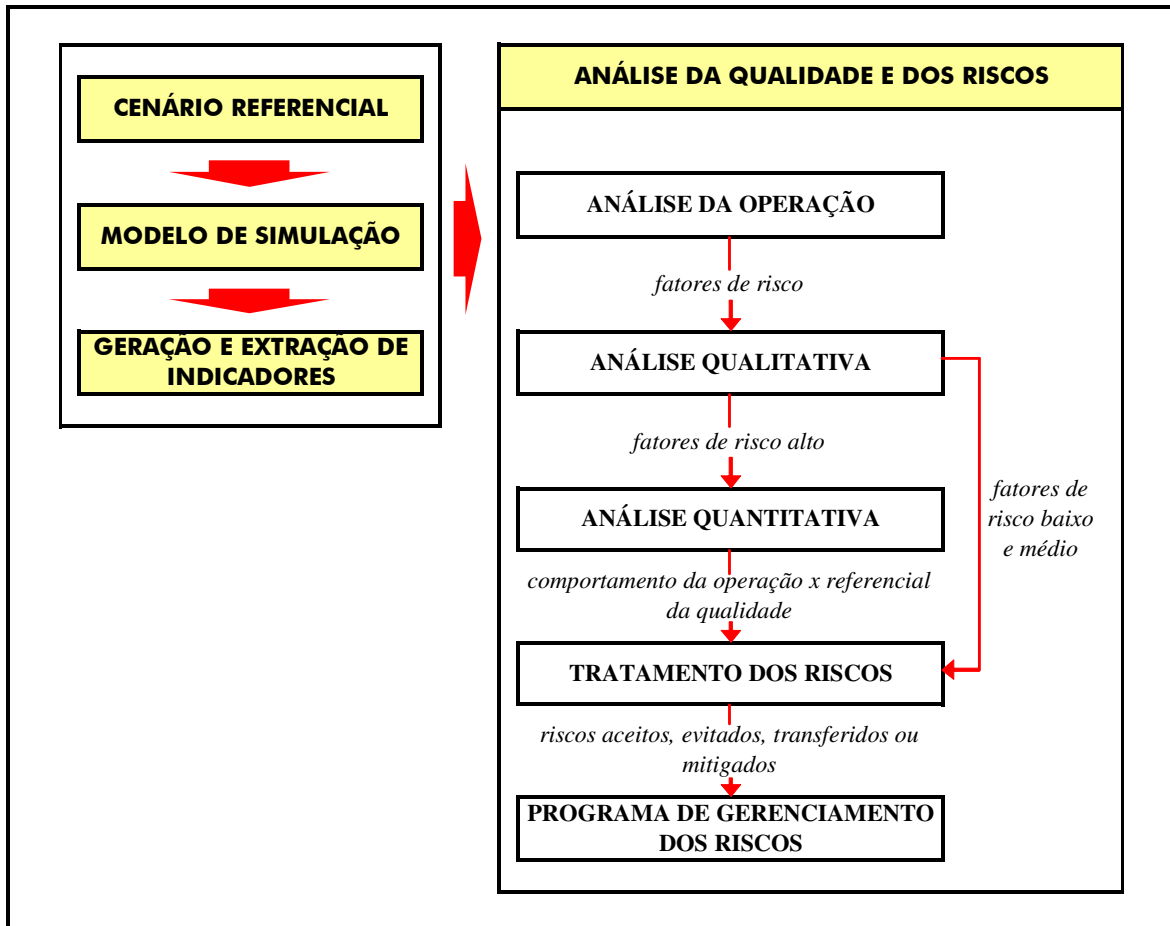 CENÁRIO REFERENCIAL
MODELO DE SIMULAÇÃO
GERAÇÃO E EXTRAÇÃO DE
INDICADORES
ANÁLISE DA QUALIDADE E DOS RISCOS
ANÁLISE DA OPERAÇÃO
fatores de risco
ANÁLISE QUALITATIVA
fatores de risco alto
fatores de
risco baixo
e médio
ANÁLISE QUANTITATIVA
comportamento da operação x referencial
da qualidade
TRATAMENTO DOS RISCOS
riscos aceitos, evitados, transferidos ou
mitigados
PROGRAMA DE GERENCIAMENTO
DOS RISCOS